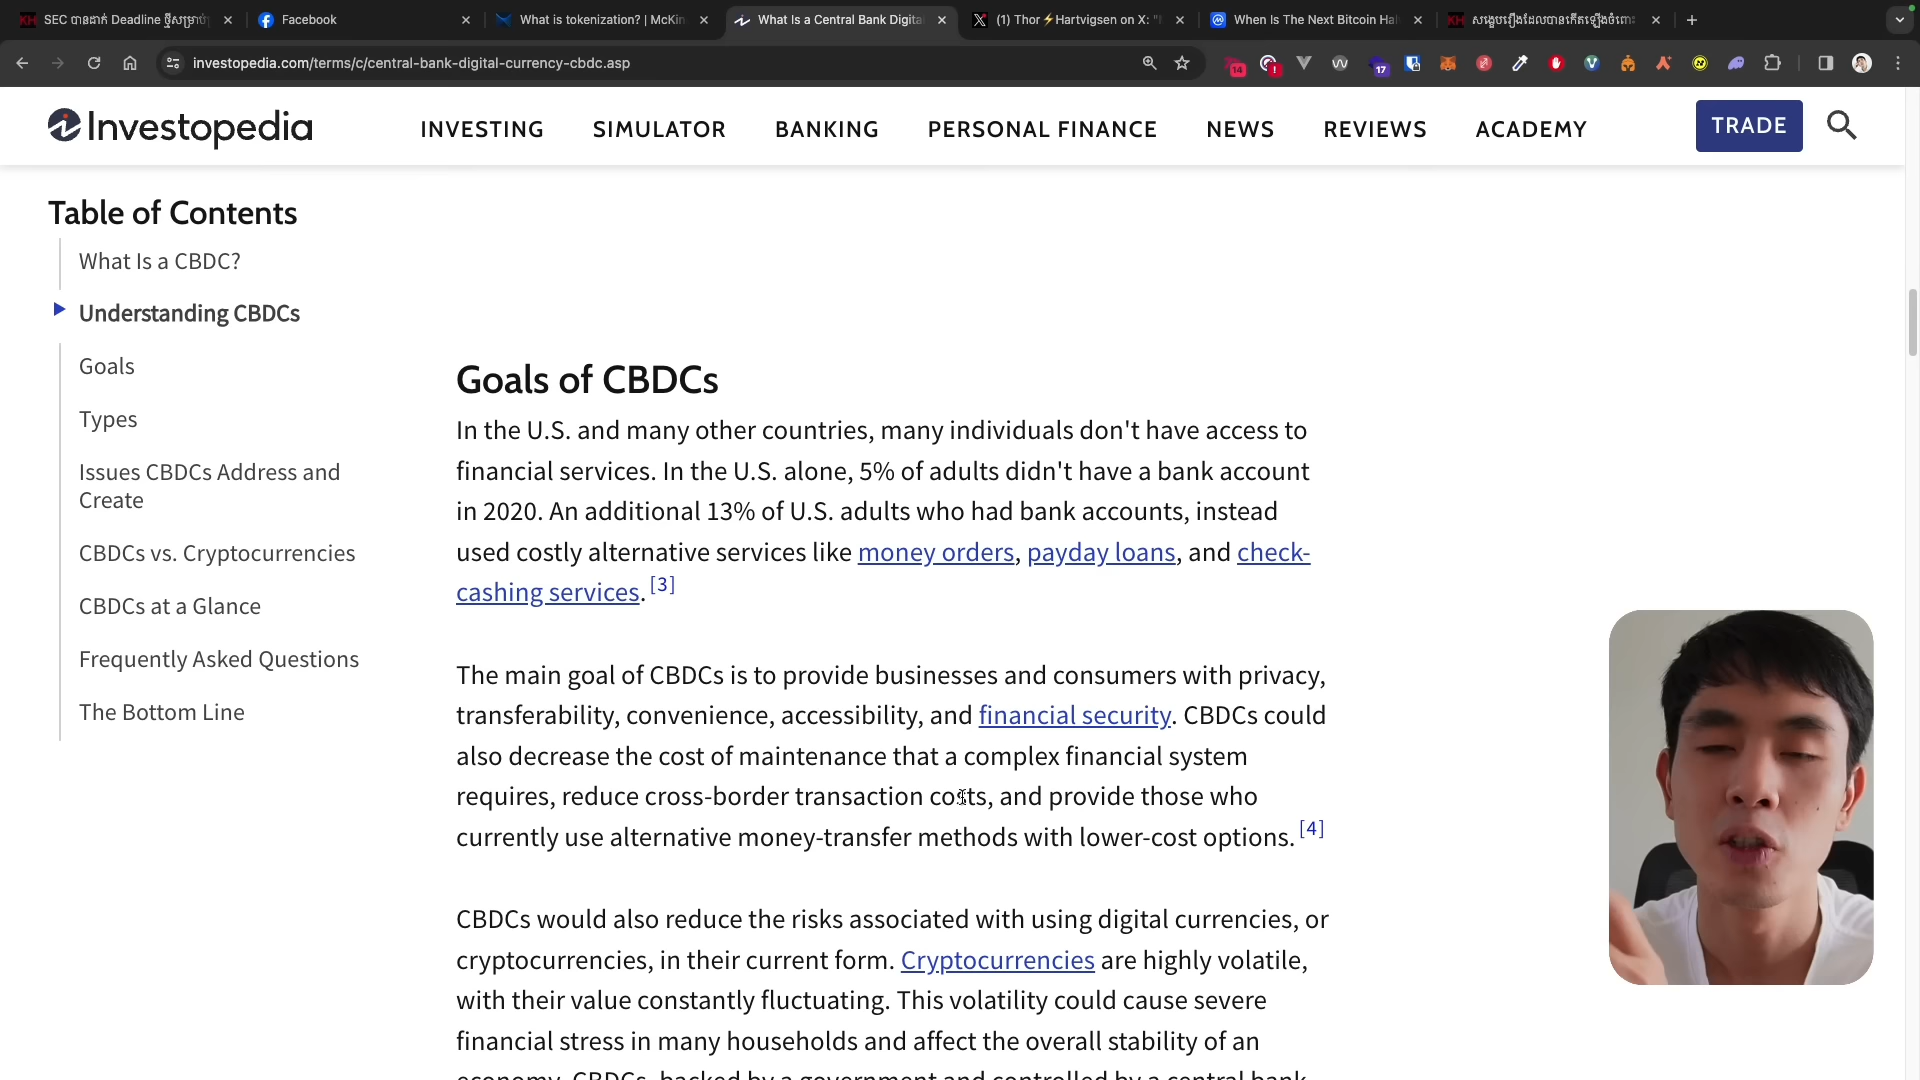 SEC បានដាក់ Deadline ថ្មីសម្រាប់
Facebook
What is tokenization? | McKin
What Is a Central Bank Digita
(1) Thor⚡Hartvigsen on X: "
When Is The Next Bitcoin Hal
សង្ខេបរឿងដែលបានកើតឡើងចំពោះ
investopedia.com/terms/c/central-bank-digital-currency-cbdc.asp
14
17
Investopedia
INVESTING
SIMULATOR
BANKING
PERSONAL FINANCE
NEWS
REVIEWS
ACADEMY
TRADE
Table of Contents
What Is a CBDC?
Understanding CBDCs
Goals
Types
Issues CBDCs Address and
Create
CBDCs vs. Cryptocurrencies
CBDCs at a Glance
Frequently Asked Questions
The Bottom Line
Goals of CBDCs
In the U.S. and many other countries, many individuals don't have access to
financial services. In the U.S. alone, 5% of adults didn't have a bank account
in 2020. An additional 13% of U.S. adults who had bank accounts, instead
used costly alternative services like money orders, payday loans, and check-
cashing services. [3]
The main goal of CBDCs is to provide businesses and consumers with privacy,
transferability, convenience, accessibility, and financial security. CBDCs could
also decrease the cost of maintenance that a complex financial system
requires, reduce cross-border transaction costs, and provide those who
currently use alternative money-transfer methods with lower-cost options. [4]
CBDCs would also reduce the risks associated with using digital currencies, or
cryptocurrencies, in their current form. Cryptocurrencies are highly volatile,
with their value constantly fluctuating. This volatility could cause severe
financial stress in many households and affect the overall stability of an
economy. CBDCs, backed by a government and controlled by a central bank,